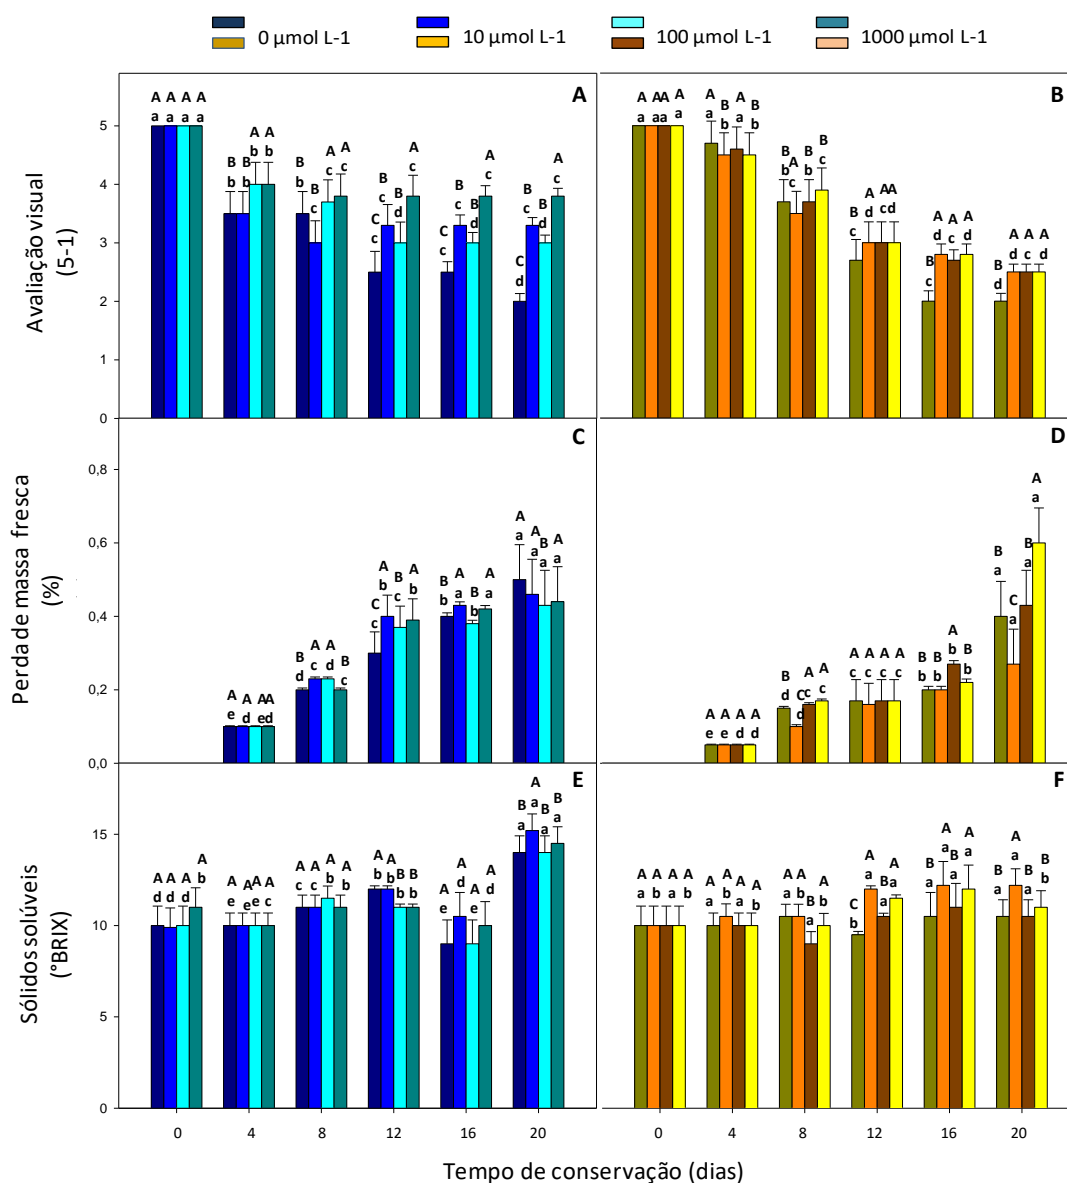 0 µmol L-1
10 µmol L-1
100 µmol L-1
1000 µmol L-1
Avaliação visual
(5-1)
5
4
3
2
1
0
A
A A A A
a a a a
B B A A
b b b b
B B A A
b c c c
C B B A
c c d c
C B B A
c c d c
C B B A
d c d c
B
A A A A
a a a a
A B A B
a b a b
B A B B
b c b c
B A A A
c d c d
B A A A
c d c d
B A A A
d d c d
Perda de massa fresca
(%)
0,8
0,6
0,4
0,2
0,0
C
A A A A
e d e d
B A A B
d c d c
C A B A
c b c b
B A B A
b a b a
A A B A
a a a a
D
A A A A
e e d d
B C A A
d d c c
A A A A
c c c c
B B A B
b b b b
B C B A
a a a a
Sólidos solúveis
(°BRIX)
15
10
5
0
E
A A A A
d d d b
A A A A
e e e c
A A A A
c c b b
A A B B
b b b b
A A A A
e d e d
B A B B
a a a a
F
A A A A
a b a b
A A A A
a b a b
A A B A
a b a b
C A B A
b a a a
B A B A
a a a a
B A B B
a a a b
0 4 8 12 16 20
0 4 8 12 16 20
Tempo de conservação (dias)